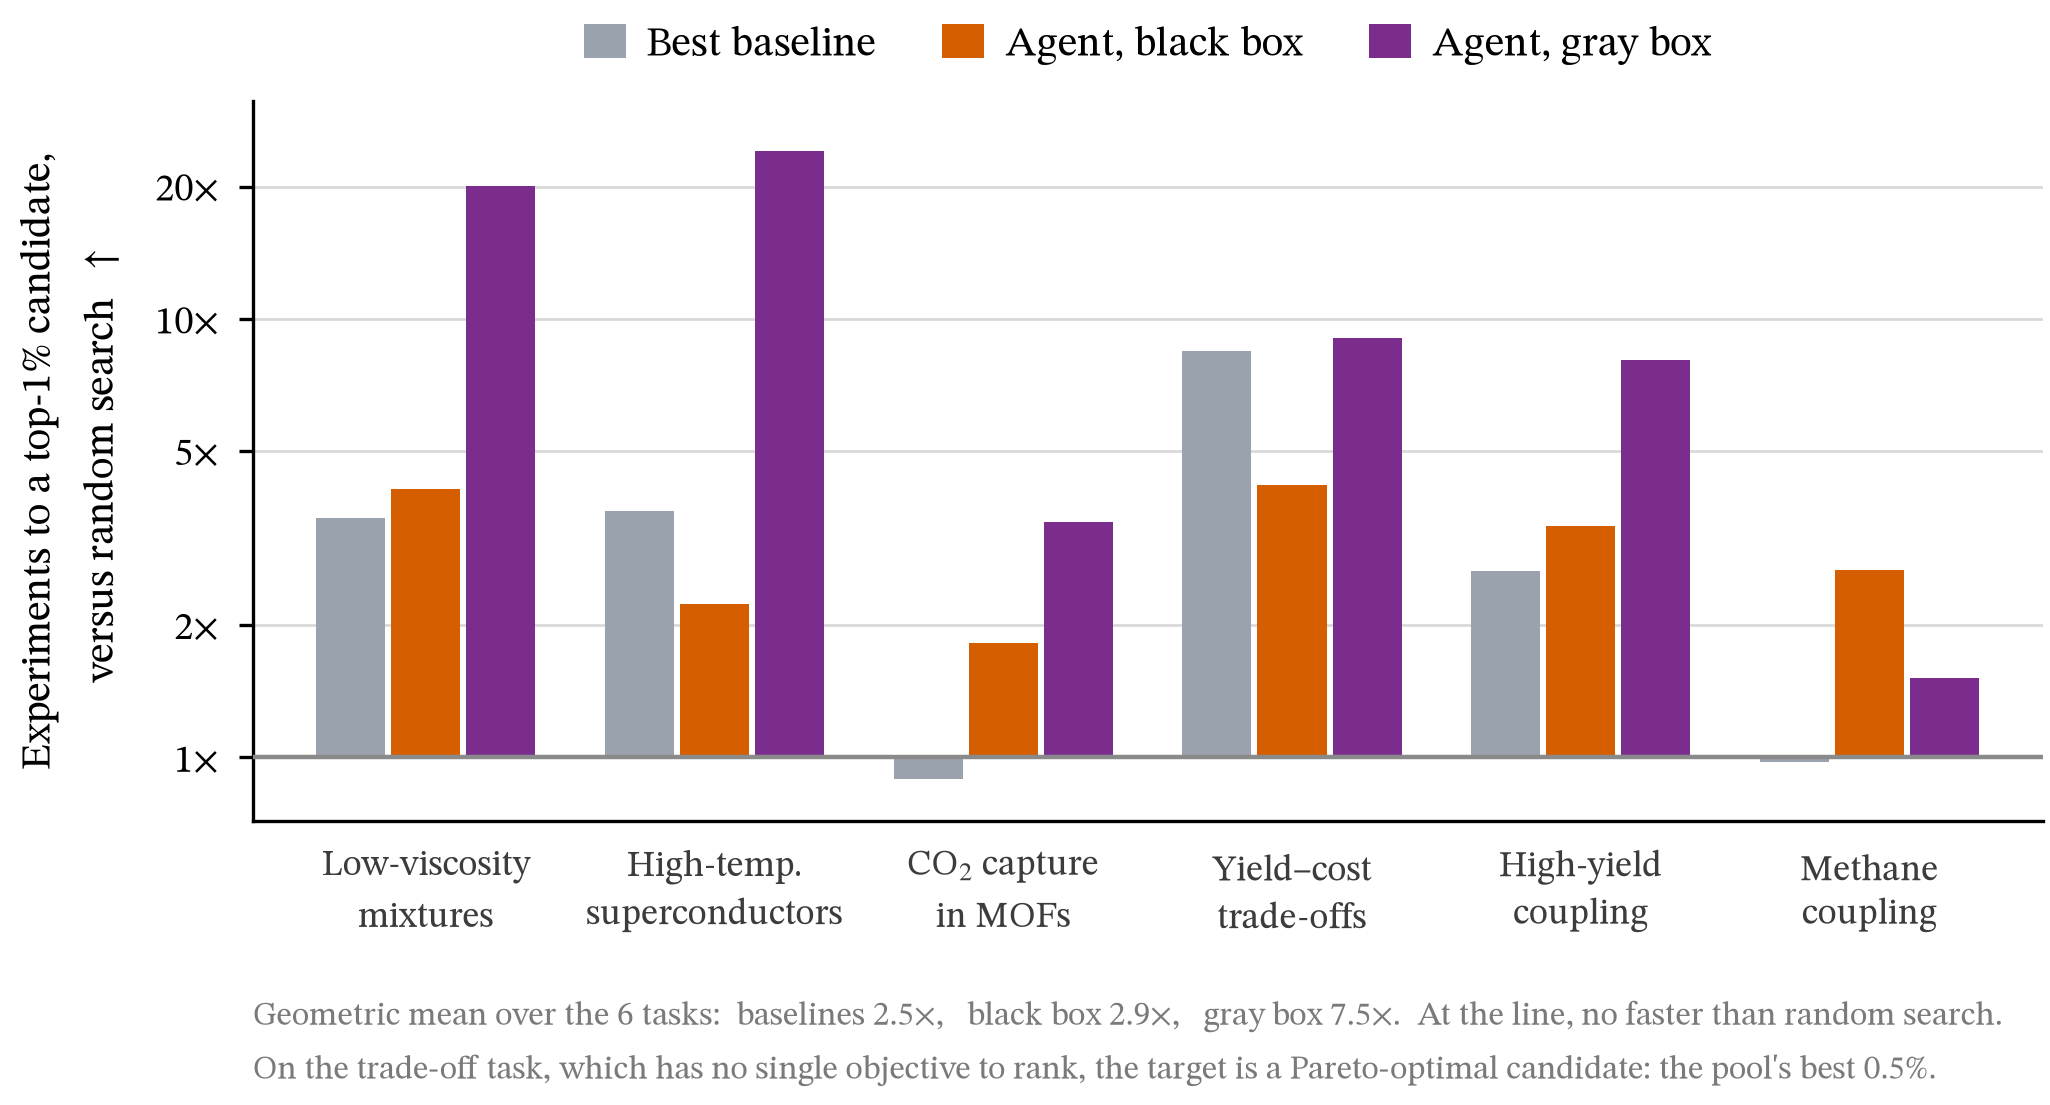 Best baseline
Agent, black box
Agent, gray box
Experiments to a top-1% candidate,
versus random search ↑
20×
10×
5×
2×
1×
Low-viscosity
mixtures
High-temp.
superconductors
CO₂ capture
in MOFs
Yield–cost
trade-offs
High-yield
coupling
Methane
coupling
Geometric mean over the 6 tasks: baselines 2.5×, black box 2.9×, gray box 7.5×. At the line, no faster than random search.
On the trade-off task, which has no single objective to rank, the target is a Pareto-optimal candidate: the pool's best 0.5%.